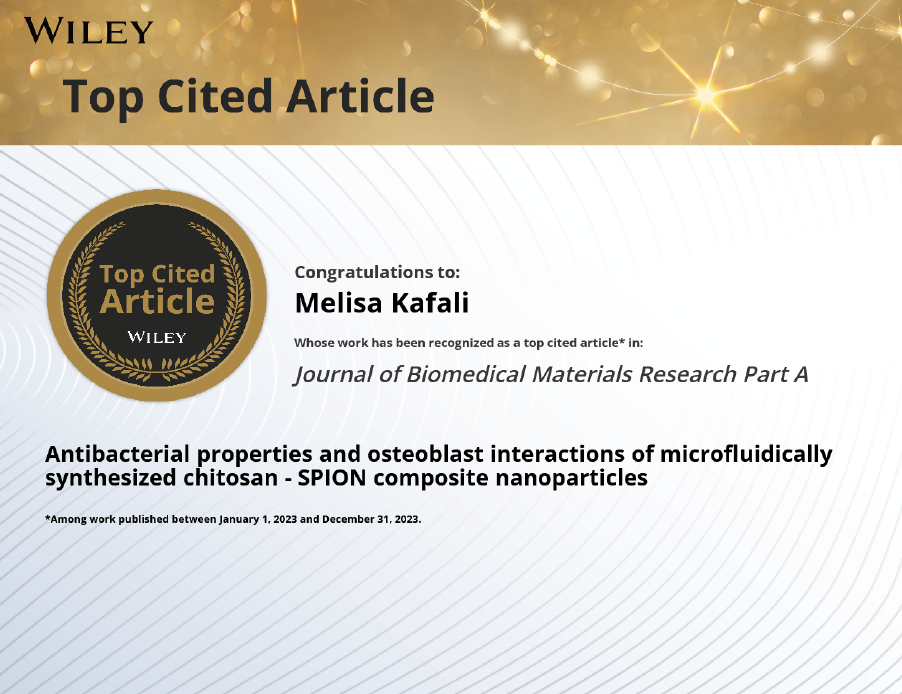 WILEY
Top Cited Article
Top Cited
Article
WILEY
Congratulations to:
Melisa Kafali
Whose work has been recognized as a top cited article* in:
Journal of Biomedical Materials Research Part A
Antibacterial properties and osteoblast interactions of microfluidically
synthesized chitosan - SPION composite nanoparticles
*Among work published between January 1, 2023 and December 31, 2023.